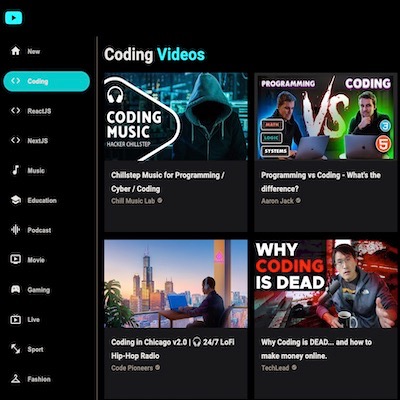 New
Coding
ReactJS
NextJS
Music
Education
Podcast
Movie
Gaming
Live
Sport
Fashion
Coding Videos
CODING
MUSIC
HACKER CHILLSTEP
Chillstep Music for Programming /
Cyber / Coding
Chill Music Lab
PROGRAMMING
CODING
VS
MATH
LOGIC
SYSTEMS
3
5
Programming vs Coding - What's the
difference?
Aaron Jack
Coding in Chicago v2.0 | 🎧 24/7 LoFi
Hip-Hop Radio
Code Pioneers
WHY
CODING
IS DEAD
Why Coding is DEAD... and how to
make money online.
TechLead